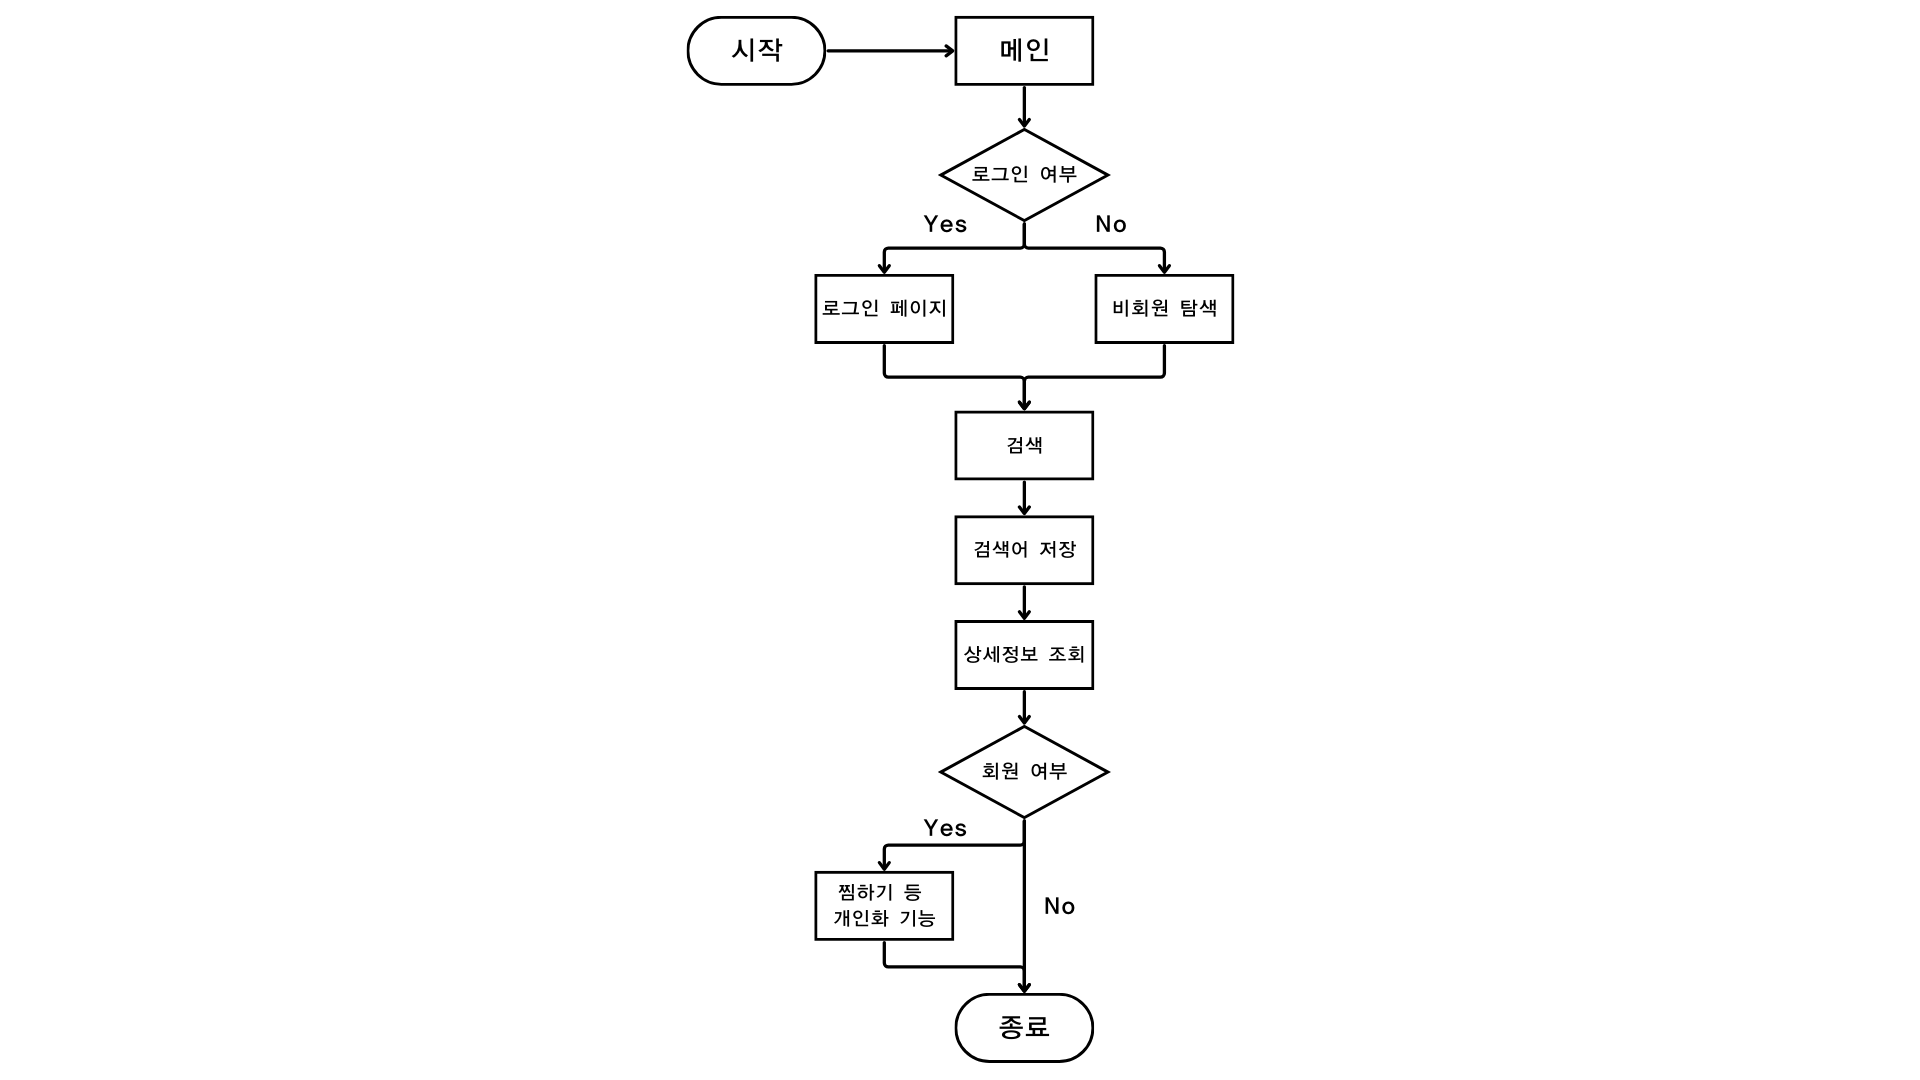 시작
메인
로그인 여부
Yes
No
로그인 페이지
비회원 탐색
검색
검색어 저장
상세정보 조회
회원 여부
Yes
찜하기 등
개인화 기능
No
종료